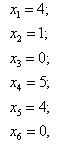 x₁ = 4;
x₂ = 1;
x₃ = 0;
x₄ = 5;
x₅ = 4;
x₆ = 0,